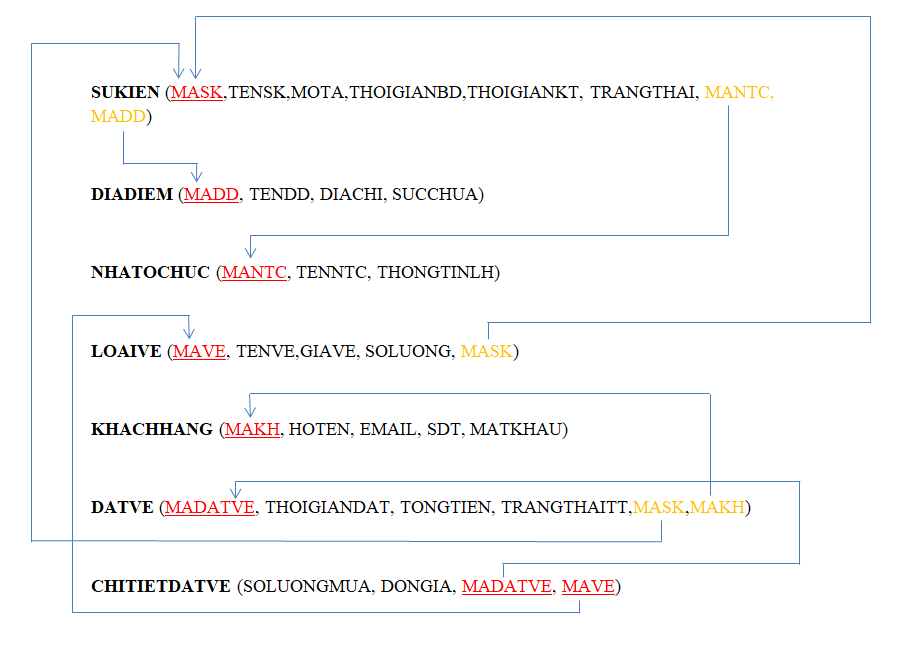 SUKIEN (MASK,TENSK,MOTA,THOIGIANBD,THOIGIANKT, TRANGTHAI, MANTC,
MADD)
DIADIEM (MADD, TENDD, DIACHI, SUCCHUA)
NHATOCHUC (MANTC, TENNTC, THONGTINLH)
LOAIVE (MAVE, TENVE,GIAVE, SOLUONG, MASK)
KHACHHANG (MAKH, HOTEN, EMAIL, SDT, MATKHAU)
DATVE (MADATVE, THOIGIANDAT, TONGTIEN, TRANGTHAITT,MASK,MAKH)
CHITIETDATVE (SOLUONGMUA, DONGIA, MADATVE, MAVE)